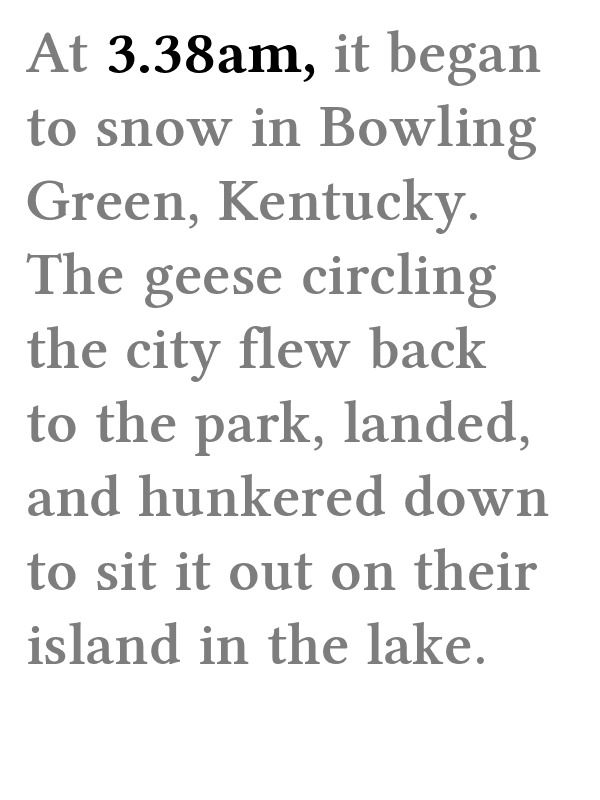 At 3.38am, it began
to snow in Bowling
Green, Kentucky.
The geese circling
the city flew back
to the park, landed,
and hunkered down
to sit it out on their
island in the lake.